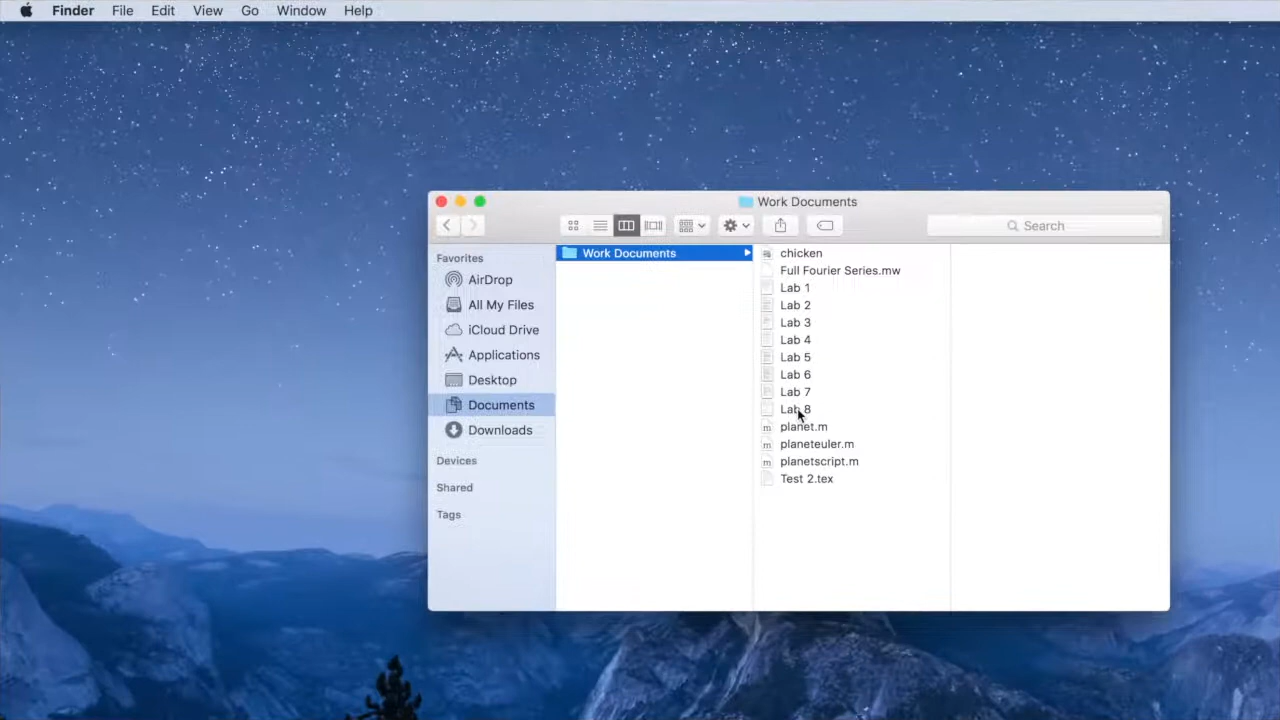 Finder File Edit View Go Window Help
Work Documents
Search
Favorites
AirDrop
All My Files
iCloud Drive
Applications
Desktop
Documents
Downloads
Devices
Shared
Tags
Work Documents
chicken
Full Fourier Series.mw
Lab 1
Lab 2
Lab 3
Lab 4
Lab 5
Lab 6
Lab 7
Lab 8
planet.m
planeteuler.m
planetscript.m
Test 2.tex